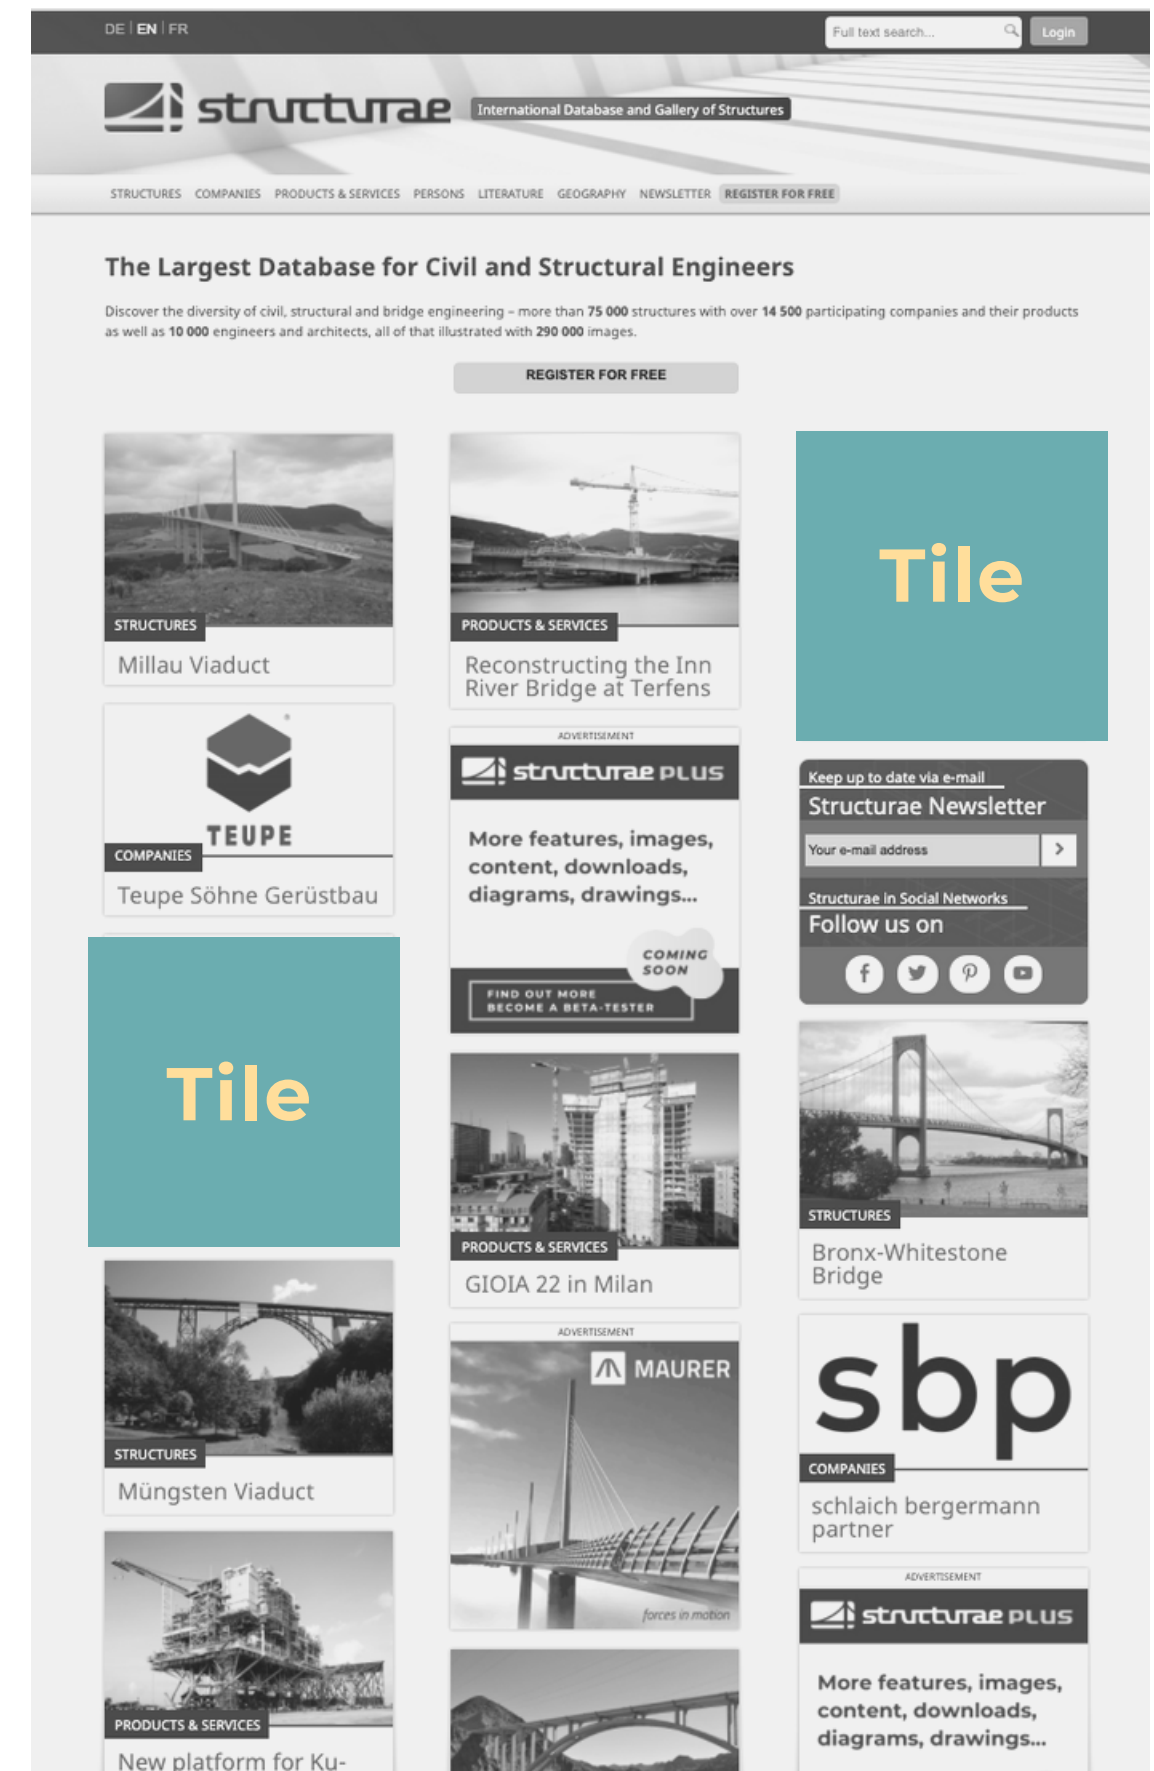 DE EN FR
Full text search...
Login
structurae
International Database and Gallery of Structures
STRUCTURES COMPANIES PRODUCTS & SERVICES PERSONS LITERATURE GEOGRAPHY NEWSLETTER REGISTER FOR FREE
The Largest Database for Civil and Structural Engineers
Discover the diversity of civil, structural and bridge engineering – more than 75 000 structures with over 14 500 participating companies and their products
as well as 10 000 engineers and architects, all of that illustrated with 290 000 images.
REGISTER FOR FREE
STRUCTURES
Millau Viaduct
TEUPE
COMPANIES
Teupe Söhne Gerüstbau
Tile
STRUCTURES
Müngsten Viaduct
PRODUCTS & SERVICES
New platform for Ku-
PRODUCTS & SERVICES
Reconstructing the Inn
River Bridge at Terfens
ADVERTISEMENT
structurae PLUS
More features, images,
content, downloads,
diagrams, drawings...
COMING
SOON
FIND OUT MORE
BECOME A BETA-TESTER
PRODUCTS & SERVICES
GIOIA 22 in Milan
ADVERTISEMENT
MAURER
forces in motion
Tile
Keep up to date via e-mail
Structurae Newsletter
Your e-mail address
Structurae in Social Networks
Follow us on
STRUCTURES
Bronx-Whitestone
Bridge
sbp
COMPANIES
schlaich bergermann
partner
ADVERTISEMENT
structurae PLUS
More features, images,
content, downloads,
diagrams, drawings...